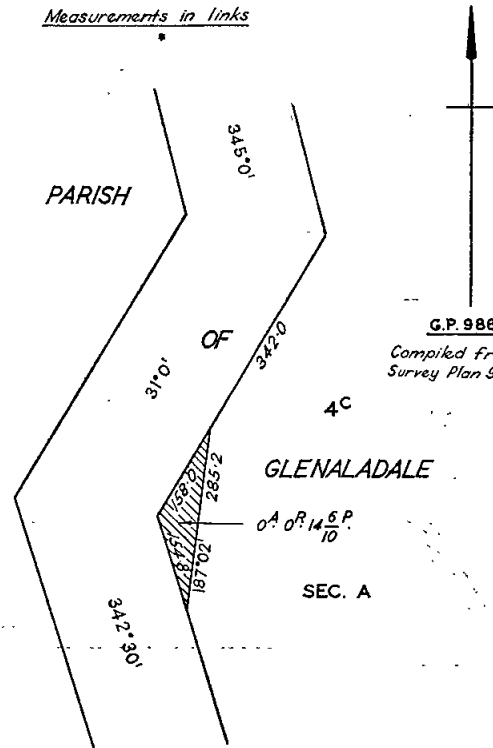 Measurements in links
345°0'
PARISH
OF
342·0
31°0'
G.P. 986
Compiled fr
Survey Plan 9
4C
GLENALADALE
158·0
285·2
0A. 0R. 14 6/10 P.
154·8
187°02'
SEC. A
342°30'